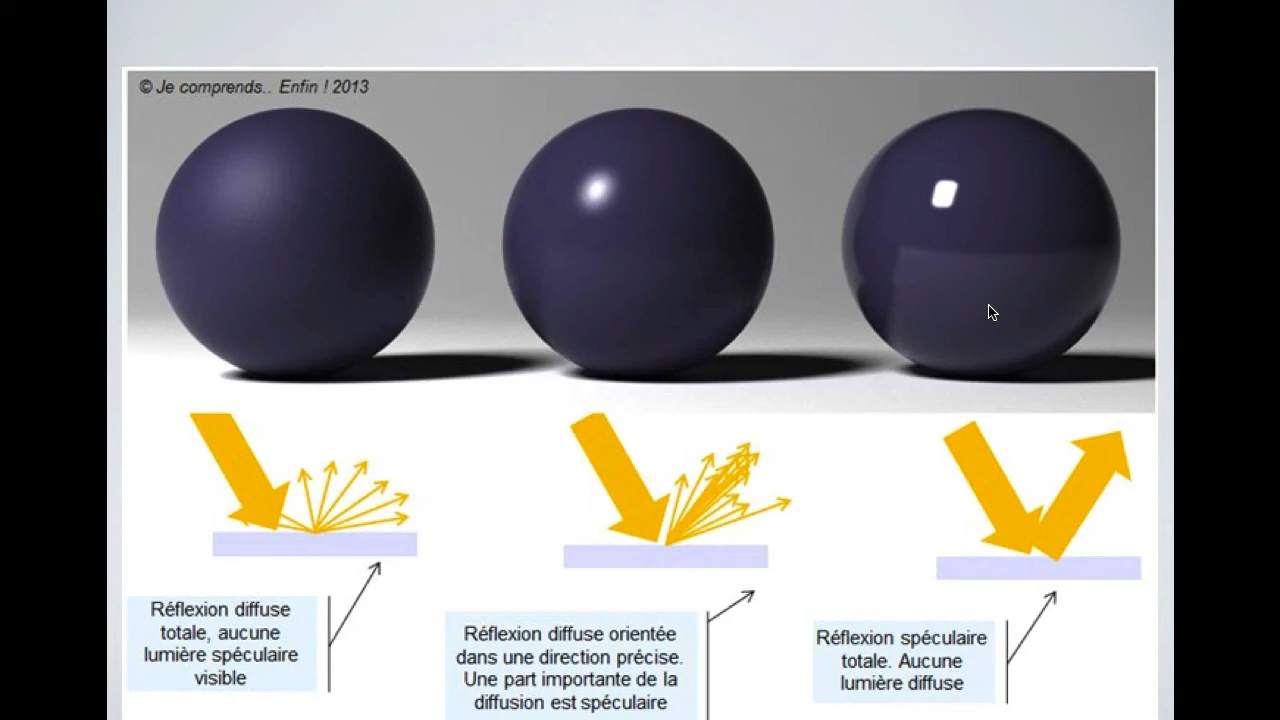 © Je comprends.. Enfin ! 2013
Réflexion diffuse
totale, aucune
lumière spéculaire
visible
Réflexion diffuse orientée
dans une direction précise.
Une part importante de la
diffusion est spéculaire
Réflexion spéculaire
totale. Aucune
lumière diffuse